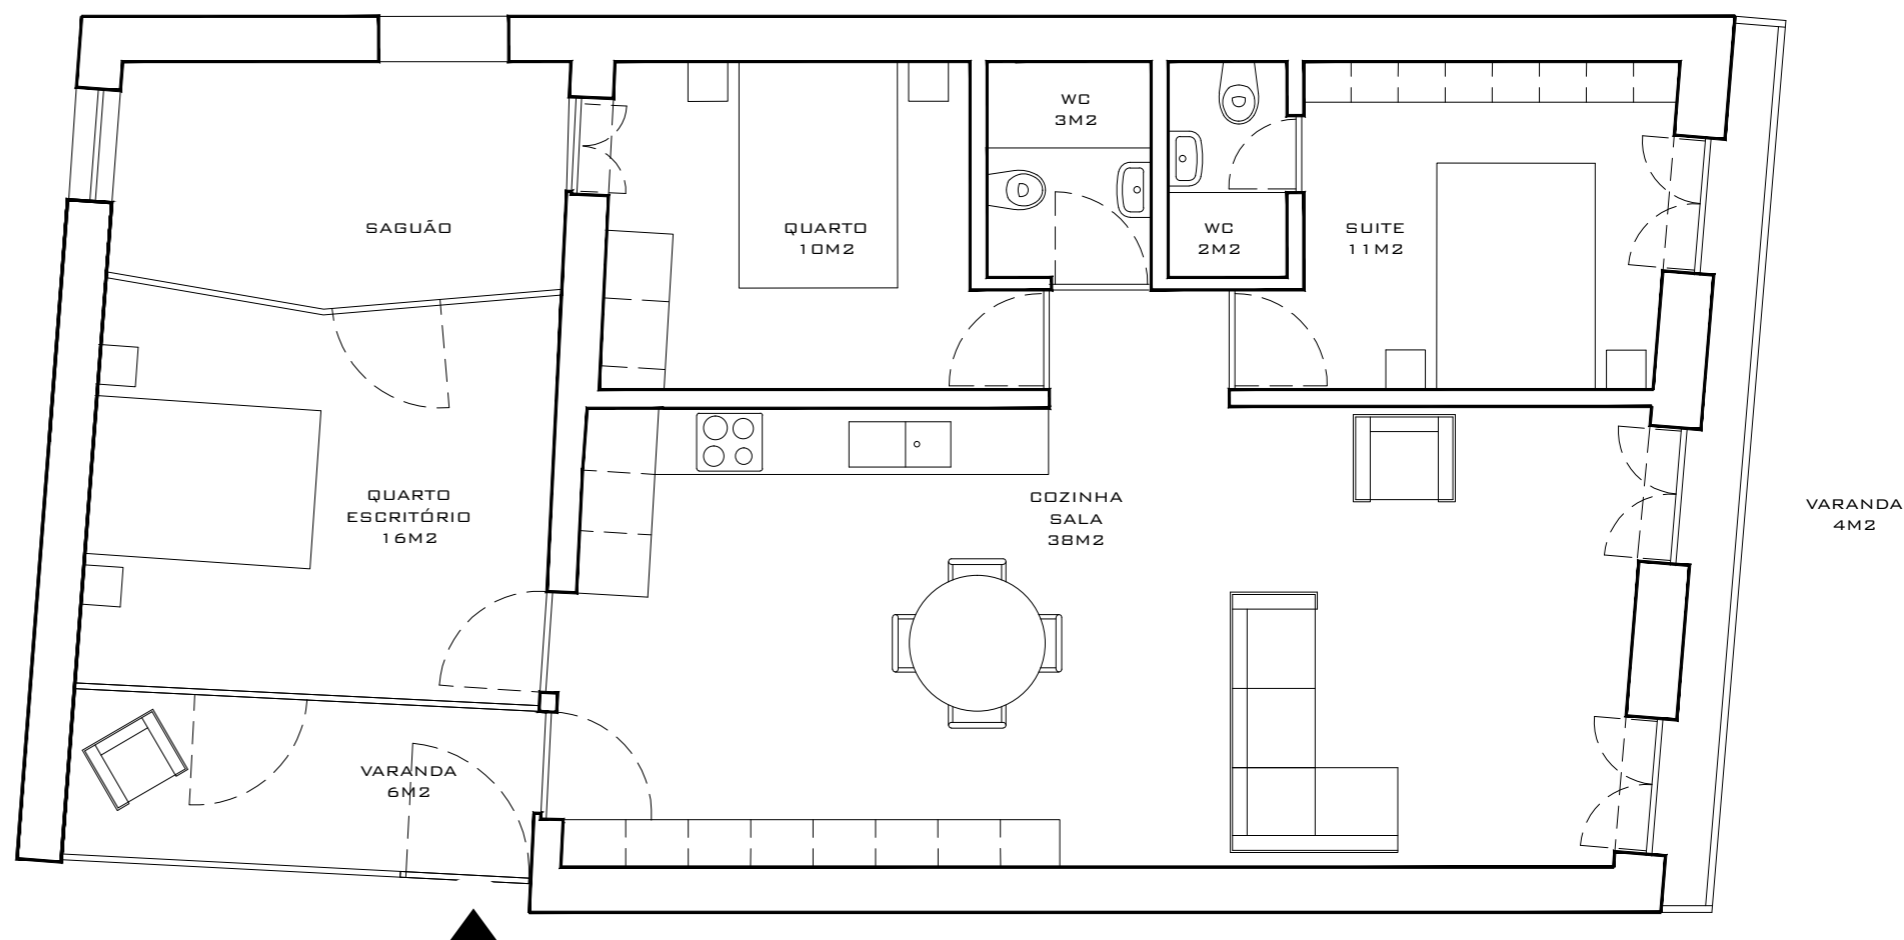 WC
3M2
SAGUÃO
QUARTO
10M2
WC
2M2
SUITE
11M2
QUARTO
ESCRITÓRIO
16M2
COZINHA
SALA
38M2
VARANDA
4M2
VARANDA
6M2